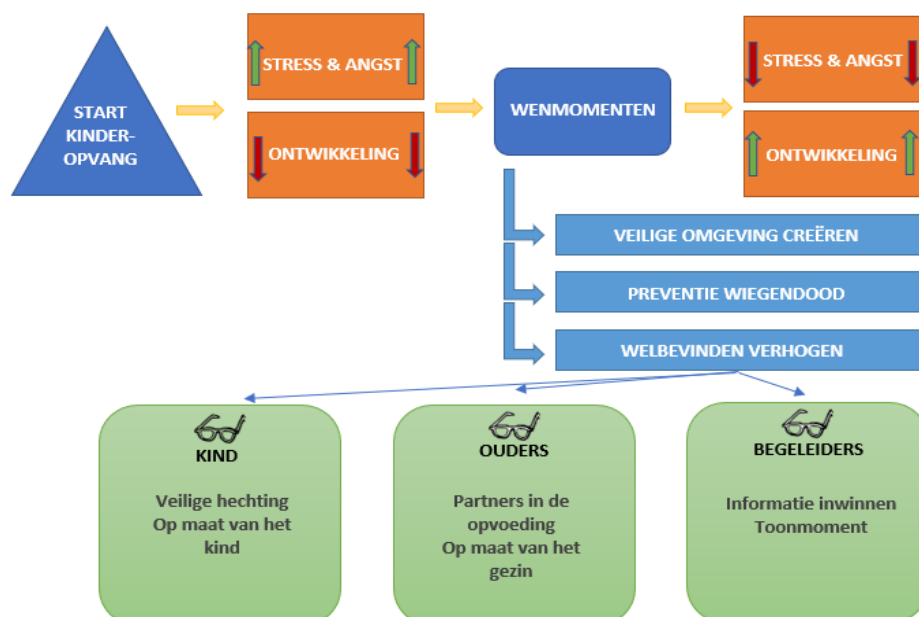 START
KINDER-
OPVANG
STRESS & ANGST
ONTWIKKELING
WENMOMENTEN
STRESS & ANGST
ONTWIKKELING
VEILIGE OMGEVING CREËREN
PREVENTIE WIEGENDOOD
WELBEVINDEN VERHOGEN
KIND
Veilige hechting
Op maat van het
kind
OUDERS
Partners in de
opvoeding
Op maat van het
gezin
BEGELEIDERS
Informatie inwinnen
Toonmoment